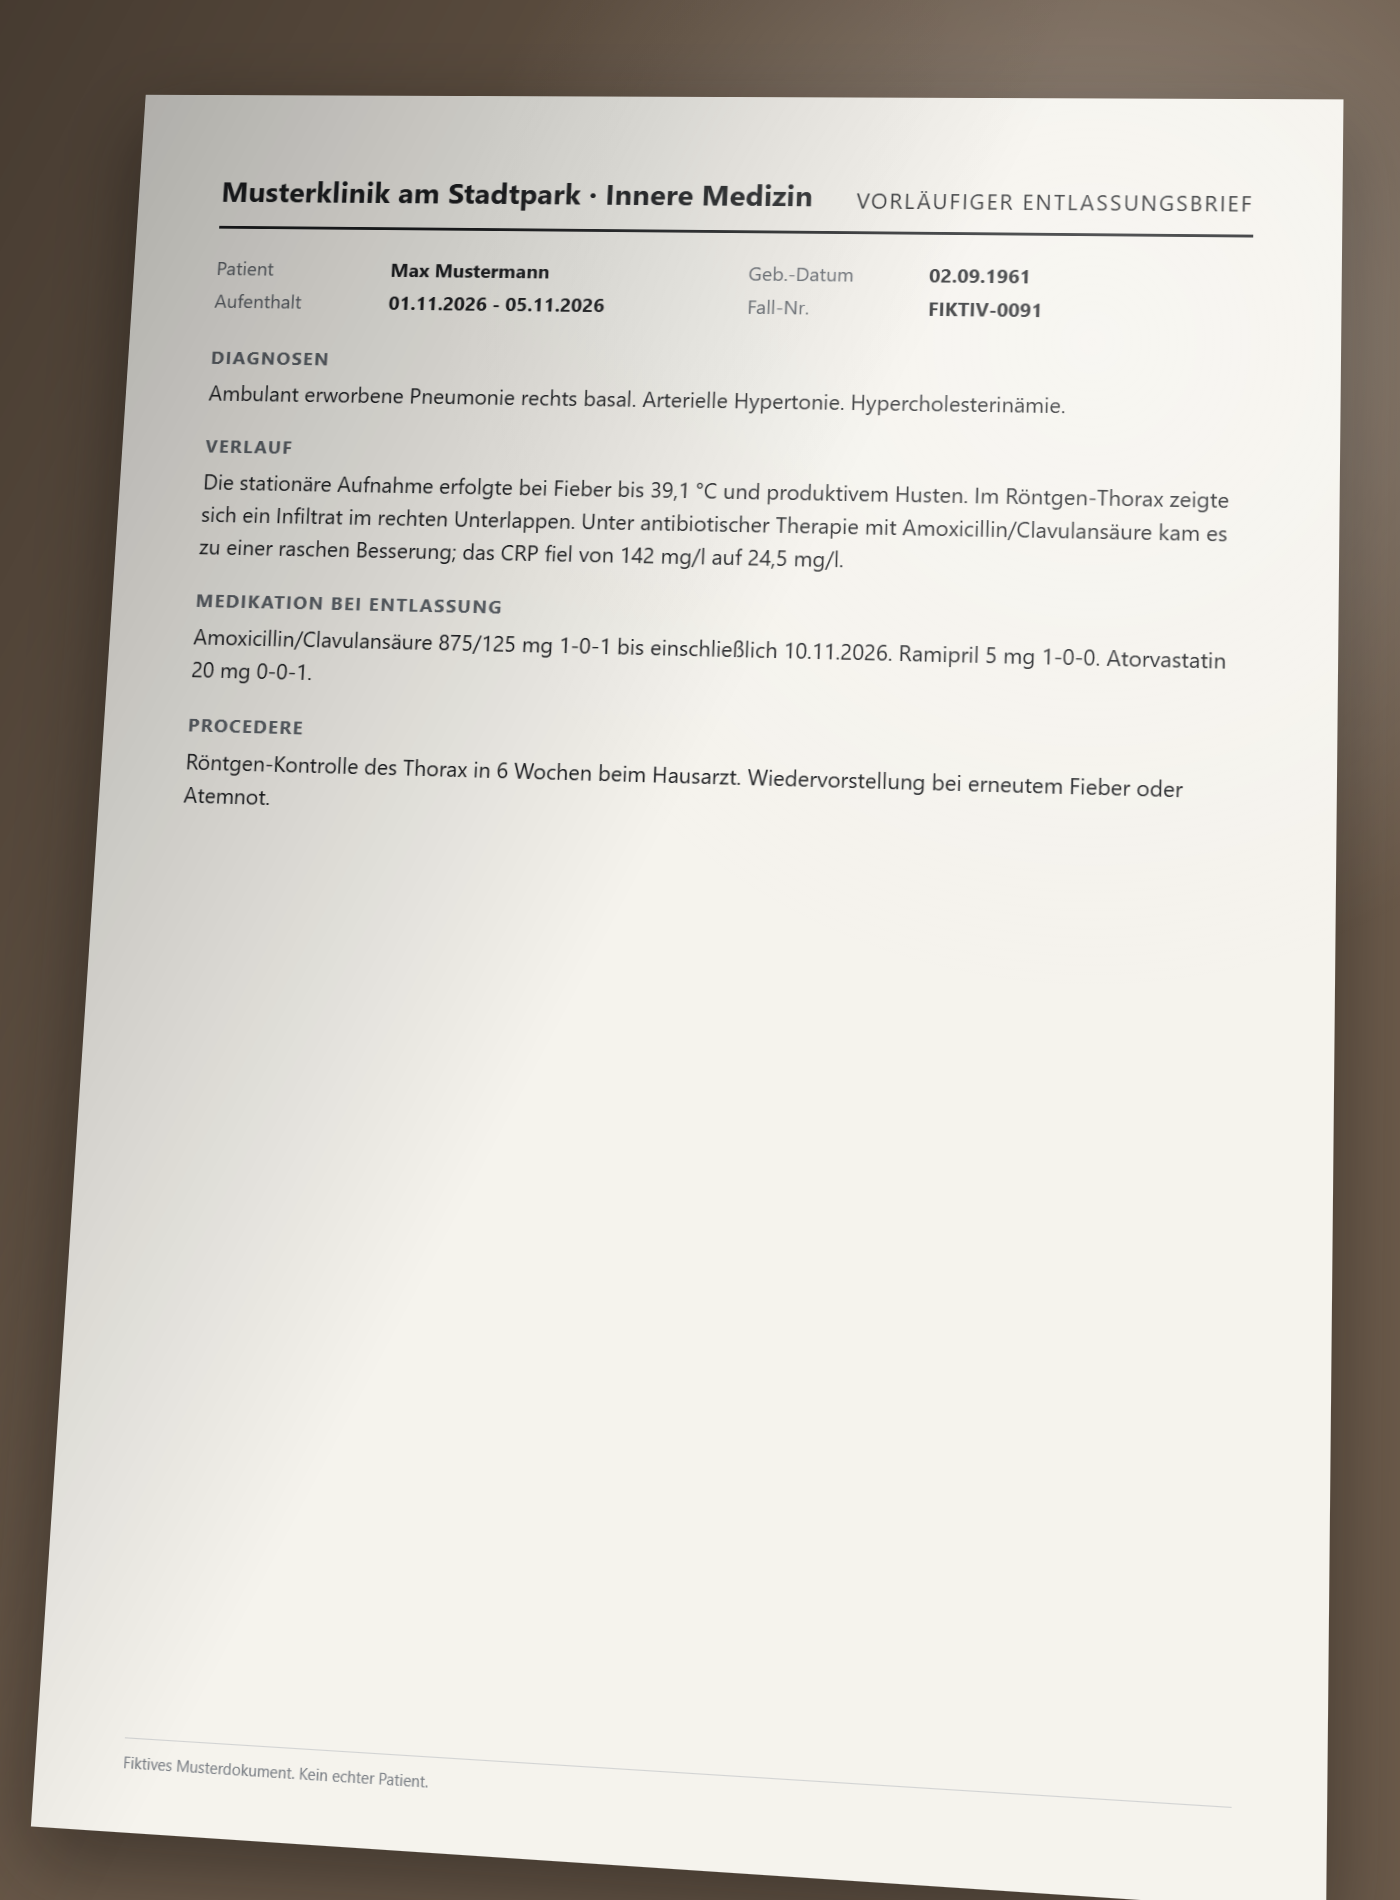 Musterklinik am Stadtpark · Innere Medizin VORLÄUFIGER ENTLASSUNGSBRIEF
Patient Max Mustermann Geb.-Datum 02.09.1961
Aufenthalt 01.11.2026 - 05.11.2026 Fall-Nr. FIKTIV-0091
DIAGNOSEN
Ambulant erworbene Pneumonie rechts basal. Arterielle Hypertonie. Hypercholesterinämie.
VERLAUF
Die stationäre Aufnahme erfolgte bei Fieber bis 39,1 °C und produktivem Husten. Im Röntgen-Thorax zeigte
sich ein Infiltrat im rechten Unterlappen. Unter antibiotischer Therapie mit Amoxicillin/Clavulansäure kam es
zu einer raschen Besserung; das CRP fiel von 142 mg/l auf 24,5 mg/l.
MEDIKATION BEI ENTLASSUNG
Amoxicillin/Clavulansäure 875/125 mg 1-0-1 bis einschließlich 10.11.2026. Ramipril 5 mg 1-0-0. Atorvastatin
20 mg 0-0-1.
PROCEDERE
Röntgen-Kontrolle des Thorax in 6 Wochen beim Hausarzt. Wiedervorstellung bei erneutem Fieber oder
Atemnot.
Fiktives Musterdokument. Kein echter Patient.